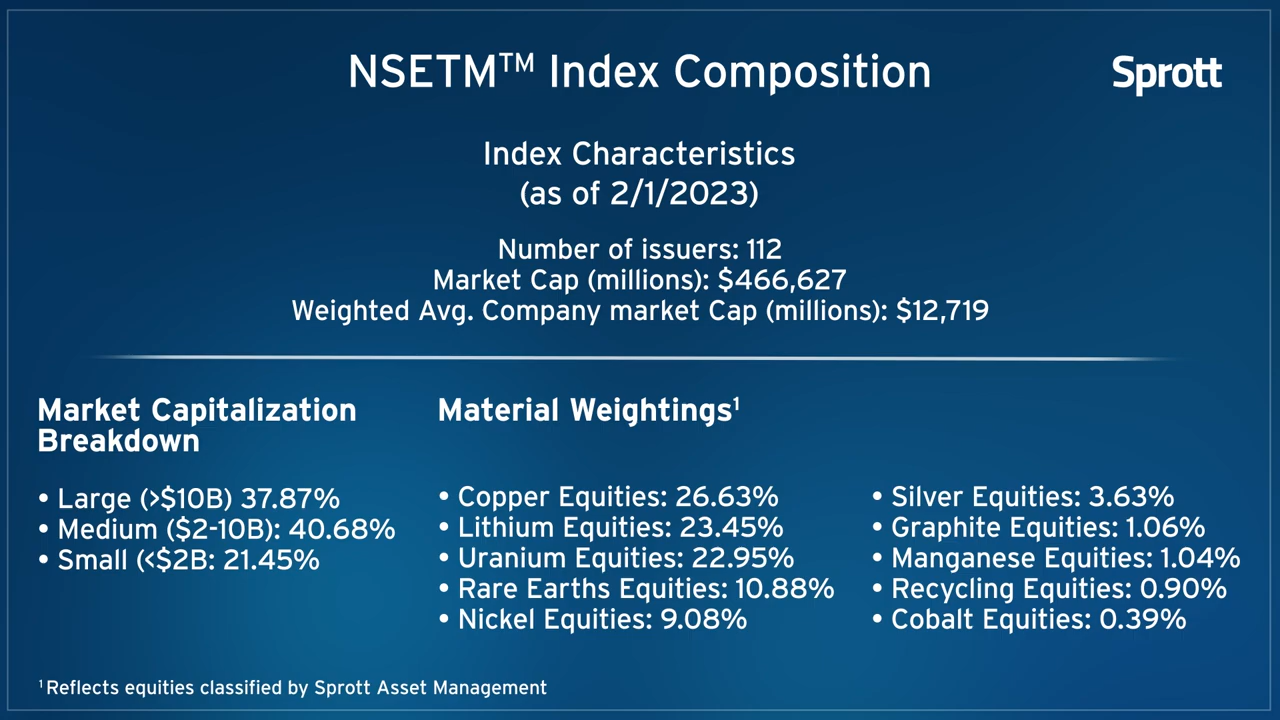 NSETM™ Index Composition
Sprott
Index Characteristics
(as of 2/1/2023)
Number of issuers: 112
Market Cap (millions): $466,627
Weighted Avg. Company market Cap (millions): $12,719
Market Capitalization
Breakdown
• Large (>$10B) 37.87%
• Medium ($2-10B): 40.68%
• Small (<$2B: 21.45%
Material Weightings¹
• Copper Equities: 26.63%
• Lithium Equities: 23.45%
• Uranium Equities: 22.95%
• Rare Earths Equities: 10.88%
• Nickel Equities: 9.08%
• Silver Equities: 3.63%
• Graphite Equities: 1.06%
• Manganese Equities: 1.04%
• Recycling Equities: 0.90%
• Cobalt Equities: 0.39%
¹Reflects equities classified by Sprott Asset Management